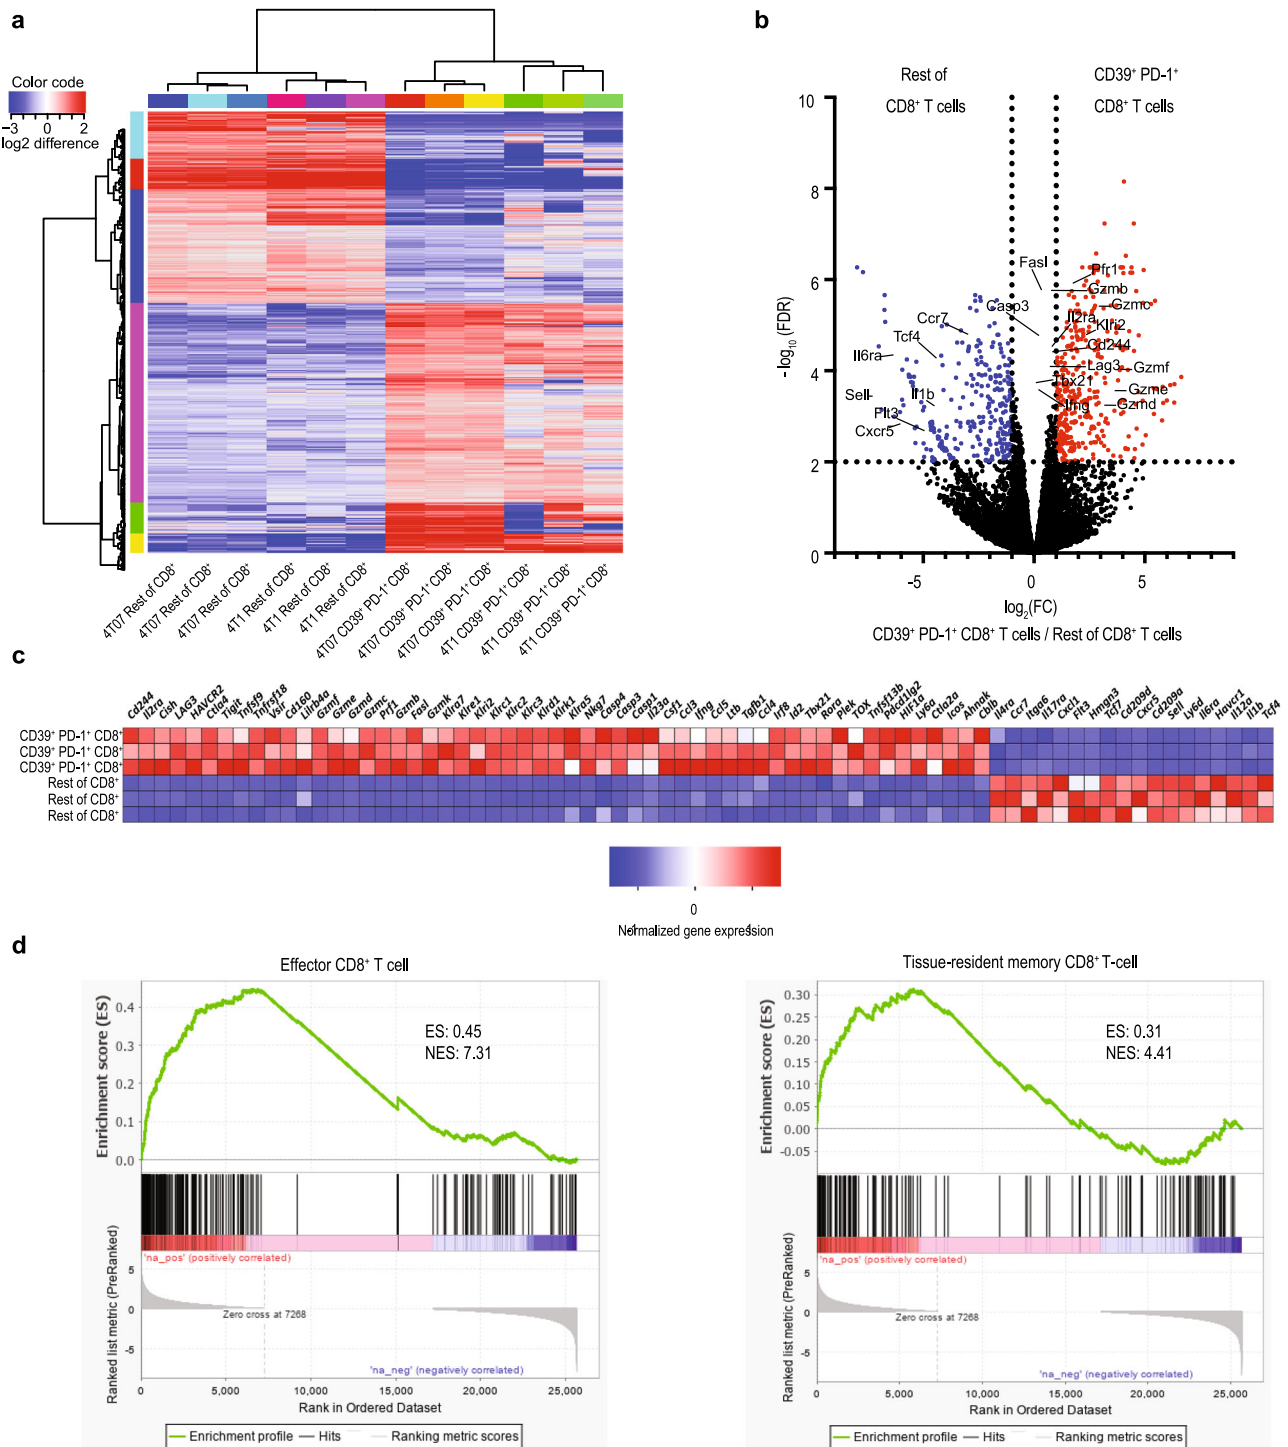 a
Color code
−3 0 2
log2 difference
4T07 Rest of CD8⁺
4T07 Rest of CD8⁺
4T07 Rest of CD8⁺
4T1 Rest of CD8⁺
4T1 Rest of CD8⁺
4T1 Rest of CD8⁺
4T07 CD39⁺ PD-1⁺ CD8⁺
4T07 CD39⁺ PD-1⁺ CD8⁺
4T07 CD39⁺ PD-1⁺ CD8⁺
4T1 CD39⁺ PD-1⁺ CD8⁺
4T1 CD39⁺ PD-1⁺ CD8⁺
4T1 CD39⁺ PD-1⁺ CD8⁺
b
Rest of
CD8⁺ T cells
CD39⁺ PD-1⁺
CD8⁺ T cells
10
8
6
4
2
0
-log₁₀ (FDR)
Fasl
Prf1
Gzmb
Casp3
Gzmc
Ccr7
Il2ra
Klri2
Tcf4
Cd244
Il6ra
Lag3
Gzmf
Tbx21
Sell
Il1b
Gzme
Flt3
Ifng
Gzmd
Cxcr5
-5 0 5
log₂(FC)
CD39⁺ PD-1⁺ CD8⁺ T cells / Rest of CD8⁺ T cells
c
Cd244 Il2ra Cish LAG3 HAVCR2 Ctla4 Tigit Tnfsf9 Tnfrsf18 Vsir Cd160 Lilrb4a Gzmf Gzme Gzmd Gzmc Prf1 Gzmb Fasl Gzmk Klra7 Klre1 Klri2 Klrc1 Klrc2 Klrc3 Klrd1 Klrk1 Klra5 Nkg7 Casp4 Casp3 Casp1 Il23a Csf1 Ccl3 Ifng Ccl5 Ltb Tgfb1 Ccl4 Irf8 Id2 Tbx21 Rora Plek TOX Tnfsf13b Pdcd1lg2 HIF1a Ly6a Ctla2a Icos Ahnak Cblb Il4ra Ccr7 Itga6 Il17ra Cxcl1 Flt3 Hmgn3 Tcf7 Cd209d Cxcr5 Cd209a Sell Ly6d Il6ra Havcr1 Il12a Il1b Tcf4
CD39⁺ PD-1⁺ CD8⁺
CD39⁺ PD-1⁺ CD8⁺
CD39⁺ PD-1⁺ CD8⁺
Rest of CD8⁺
Rest of CD8⁺
Rest of CD8⁺
-1 0 1
Normalized gene expression
d
Effector CD8⁺ T cell
Enrichment score (ES)
0.4
0.3
0.2
0.1
0.0
ES: 0.45
NES: 7.31
'na_pos' (positively correlated)
Ranked list metric (PreRanked)
5
0
-5
Zero cross at 7268
'na_neg' (negatively correlated)
0 5,000 10,000 15,000 20,000 25,000
Rank in Ordered Dataset
Enrichment profile Hits Ranking metric scores
Tissue-resident memory CD8⁺ T-cell
Enrichment score (ES)
0.30
0.25
0.20
0.15
0.10
0.05
0.00
-0.05
ES: 0.31
NES: 4.41
'na_pos' (positively correlated)
Ranked list metric (PreRanked)
5
0
-5
Zero cross at 7268
'na_neg' (negatively correlated)
0 5,000 10,000 15,000 20,000 25,000
Rank in Ordered Dataset
Enrichment profile Hits Ranking metric scores